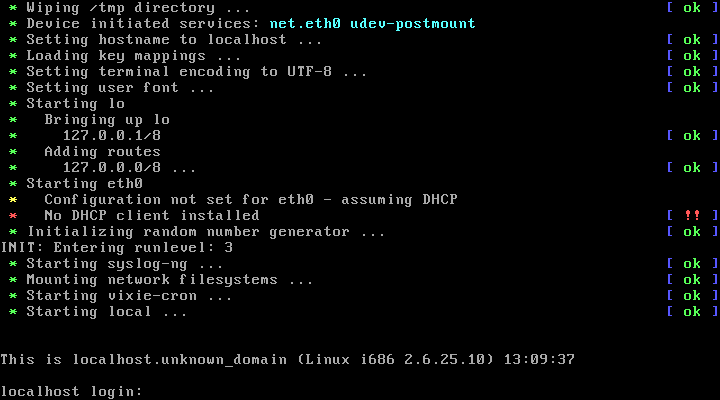 * Wiping /tmp directory ... [ ok ]
* Device initiated services: net.eth0 udev-postmount
* Setting hostname to localhost ... [ ok ]
* Loading key mappings ... [ ok ]
* Setting terminal encoding to UTF-8 ... [ ok ]
* Setting user font ... [ ok ]
* Starting lo
*   Bringing up lo
*     127.0.0.1/8 [ ok ]
*   Adding routes
*     127.0.0.0/8 ... [ ok ]
* Starting eth0
*   Configuration not set for eth0 - assuming DHCP
*   No DHCP client installed [ !! ]
* Initializing random number generator ... [ ok ]
INIT: Entering runlevel: 3
* Starting syslog-ng ... [ ok ]
* Mounting network filesystems ... [ ok ]
* Starting vixie-cron ... [ ok ]
* Starting local ... [ ok ]
This is localhost.unknown_domain (Linux i686 2.6.25.10) 13:09:37
localhost login: